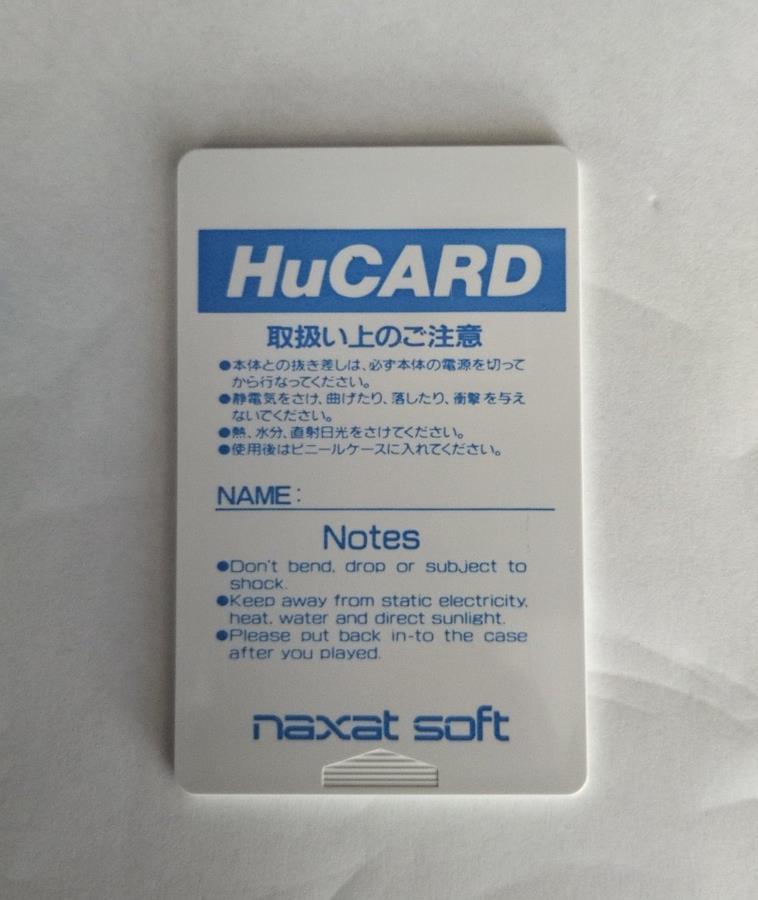 HuCARD
取扱い上のご注意
●本体との抜き差しは、必ず本体の電源を切って
から行なってください。
●静電気をさけ、曲げたり、落したり、衝撃を与え
ないでください。
●熱、水分、直射日光をさけてください。
●使用後はビニールケースに入れてください。
NAME:
Notes
●Don't bend, drop or subject to
shock.
●Keep away from static electricity,
heat, water and direct sunlight.
●Please put back in-to the case
after you played.
naxat soft